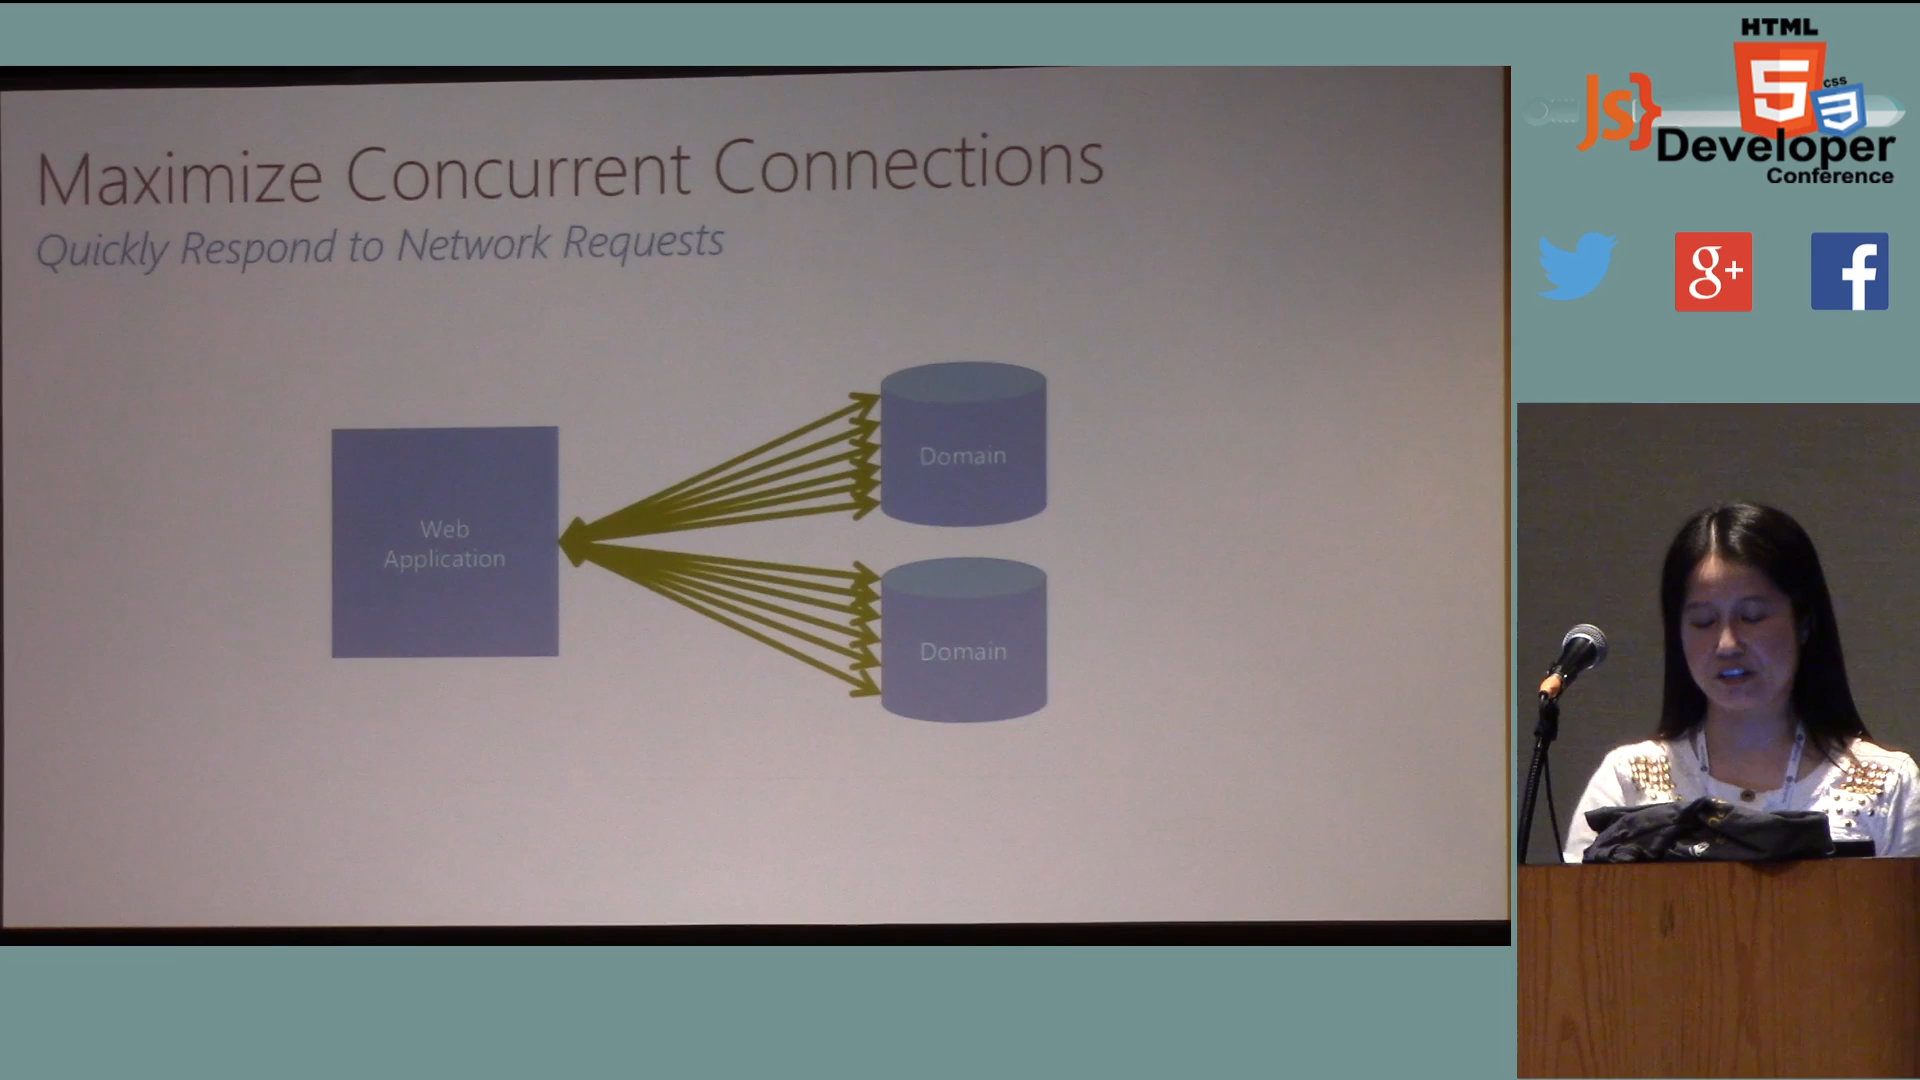 Maximize Concurrent Connections
Quickly Respond to Network Requests
Web
Application
Domain
Domain
HTML
5
CSS
3
JS}
Developer
Conference
g+
f